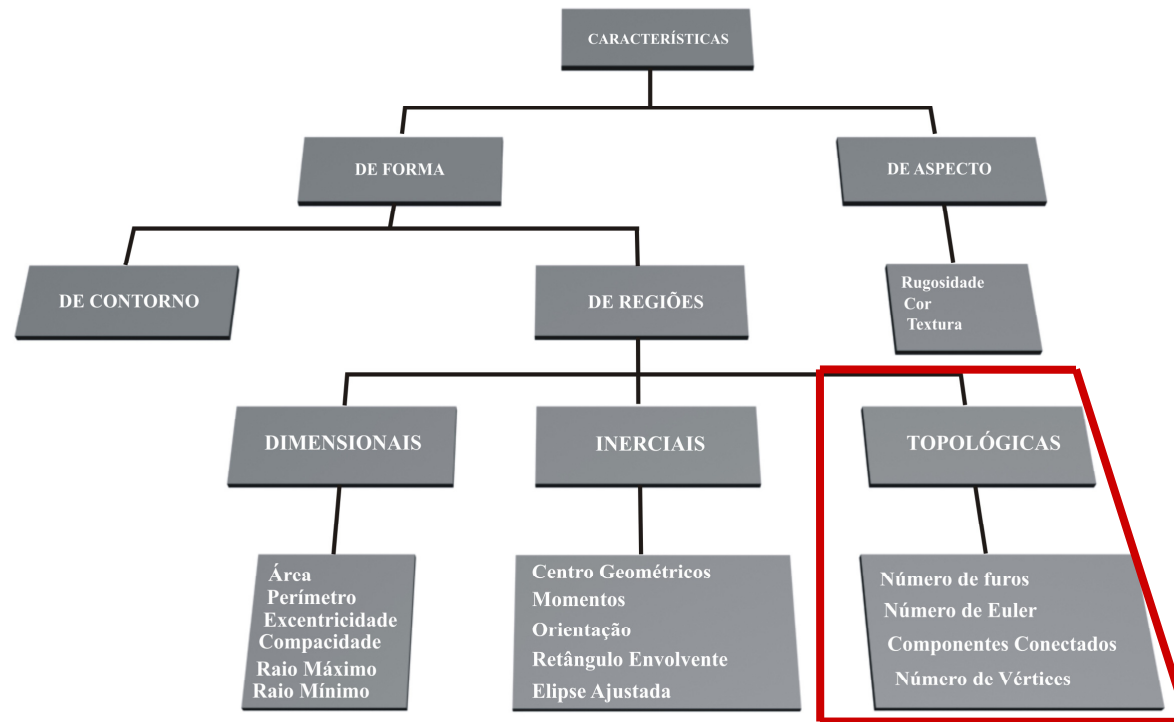 CARACTERÍSTICAS
DE FORMA
DE ASPECTO
DE CONTORNO
DE REGIÕES
Rugosidade
Cor
Textura
DIMENSIONAIS
INERCIAIS
TOPOLÓGICAS
Área
Perímetro
Excentricidade
Compacidade
Raio Máximo
Raio Mínimo
Centro Geométricos
Momentos
Orientação
Retângulo Envolvente
Elipse Ajustada
Número de furos
Número de Euler
Componentes Conectados
Número de Vértices